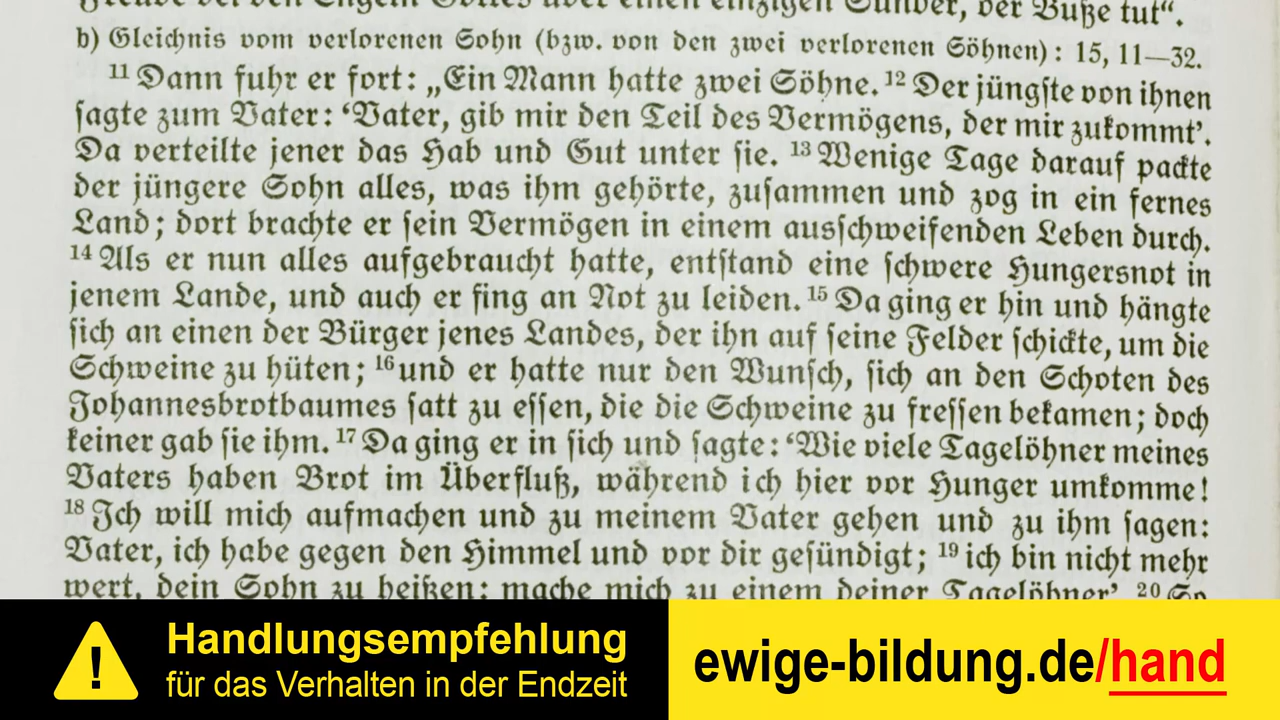 Freude bei den Engeln Gottes über einen einzigen Sünder, der Buße tut“.
b) Gleichnis vom verlorenen Sohn (bzw. von den zwei verlorenen Söhnen): 15, 11—32.
11 Dann fuhr er fort: „Ein Mann hatte zwei Söhne. 12 Der jüngste von ihnen
sagte zum Vater: ‘Vater, gib mir den Teil des Vermögens, der mir zukommt’.
Da verteilte jener das Hab und Gut unter sie. 13 Wenige Tage darauf packte
der jüngere Sohn alles, was ihm gehörte, zusammen und zog in ein fernes
Land; dort brachte er sein Vermögen in einem ausschweifenden Leben durch.
14 Als er nun alles aufgebraucht hatte, entstand eine schwere Hungersnot in
jenem Lande, und auch er fing an Not zu leiden. 15 Da ging er hin und hängte
sich an einen der Bürger jenes Landes, der ihn auf seine Felder schickte, um die
Schweine zu hüten; 16 und er hatte nur den Wunsch, sich an den Schoten des
Johannesbrotbaumes satt zu essen, die die Schweine zu fressen bekamen; doch
keiner gab sie ihm. 17 Da ging er in sich und sagte: ‘Wie viele Tagelöhner meines
Vaters haben Brot im Überfluß, während ich hier vor Hunger umkomme!
18 Ich will mich aufmachen und zu meinem Vater gehen und zu ihm sagen:
Vater, ich habe gegen den Himmel und vor dir gesündigt; 19 ich bin nicht mehr
wert, dein Sohn zu heißen; mache mich zu einem deiner Tagelöhner’. 20 So
Handlungsempfehlung
für das Verhalten in der Endzeit
ewige-bildung.de/hand